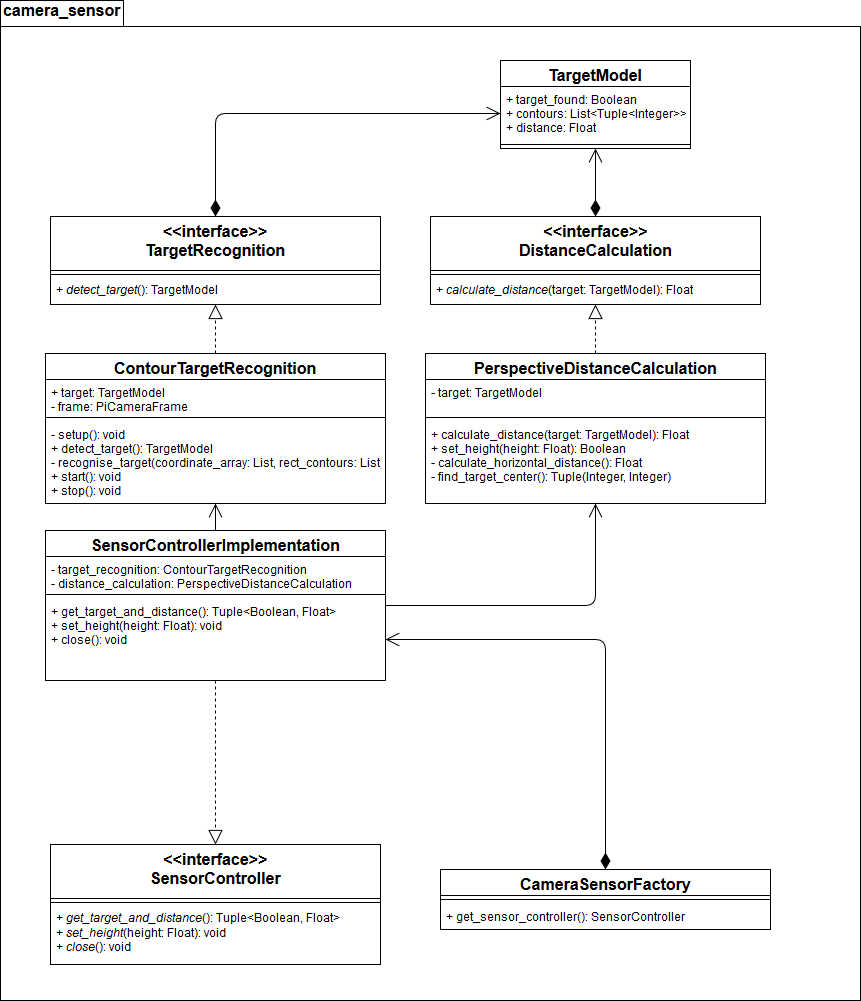 camera_sensor
TargetModel
+ target_found: Boolean
+ contours: List<Tuple<Integer>>
+ distance: Float
<<interface>>
TargetRecognition
+ detect_target(): TargetModel
<<interface>>
DistanceCalculation
+ calculate_distance(target: TargetModel): Float
ContourTargetRecognition
+ target: TargetModel
- frame: PiCameraFrame
- setup(): void
+ detect_target(): TargetModel
- recognise_target(coordinate_array: List, rect_contours: List
+ start(): void
+ stop(): void
PerspectiveDistanceCalculation
- target: TargetModel
+ calculate_distance(target: TargetModel): Float
+ set_height(height: Float): Boolean
- calculate_horizontal_distance(): Float
- find_target_center(): Tuple(Integer, Integer)
SensorControllerImplementation
- target_recognition: ContourTargetRecognition
- distance_calculation: PerspectiveDistanceCalculation
+ get_target_and_distance(): Tuple<Boolean, Float>
+ set_height(height: Float): void
+ close(): void
<<interface>>
SensorController
+ get_target_and_distance(): Tuple<Boolean, Float>
+ set_height(height: Float): void
+ close(): void
CameraSensorFactory
+ get_sensor_controller(): SensorController